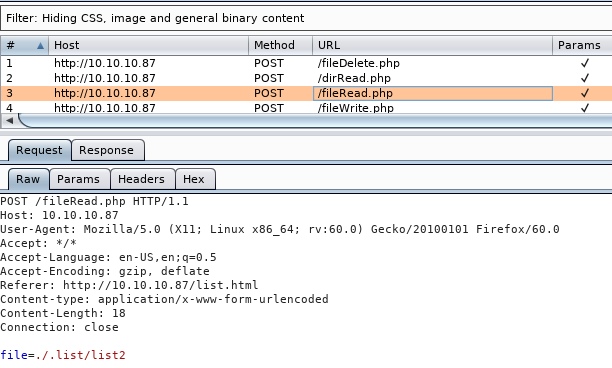 Filter: Hiding CSS, image and general binary content
# Host Method URL Params
1 http://10.10.10.87 POST /fileDelete.php ✓
2 http://10.10.10.87 POST /dirRead.php ✓
3 http://10.10.10.87 POST /fileRead.php ✓
4 http://10.10.10.87 POST /fileWrite.php ✓
Request Response
Raw Params Headers Hex
POST /fileRead.php HTTP/1.1
Host: 10.10.10.87
User-Agent: Mozilla/5.0 (X11; Linux x86_64; rv:60.0) Gecko/20100101 Firefox/60.0
Accept: */*
Accept-Language: en-US,en;q=0.5
Accept-Encoding: gzip, deflate
Referer: http://10.10.10.87/list.html
Content-type: application/x-www-form-urlencoded
Content-Length: 18
Connection: close
file=./.list/list2